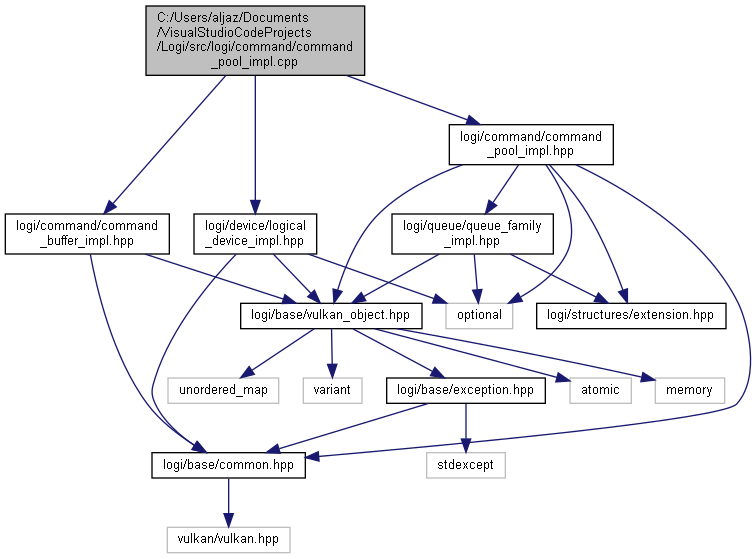 C:/Users/aljaz/Documents
/VisualStudioCodeProjects
/Logi/src/logi/command/command
_pool_impl.cpp
logi/command/command
_pool_impl.hpp
logi/command/command
_buffer_impl.hpp
logi/device/logical
_device_impl.hpp
logi/queue/queue_family
_impl.hpp
logi/base/vulkan_object.hpp
optional
logi/structures/extension.hpp
unordered_map
variant
logi/base/exception.hpp
atomic
memory
logi/base/common.hpp
stdexcept
vulkan/vulkan.hpp